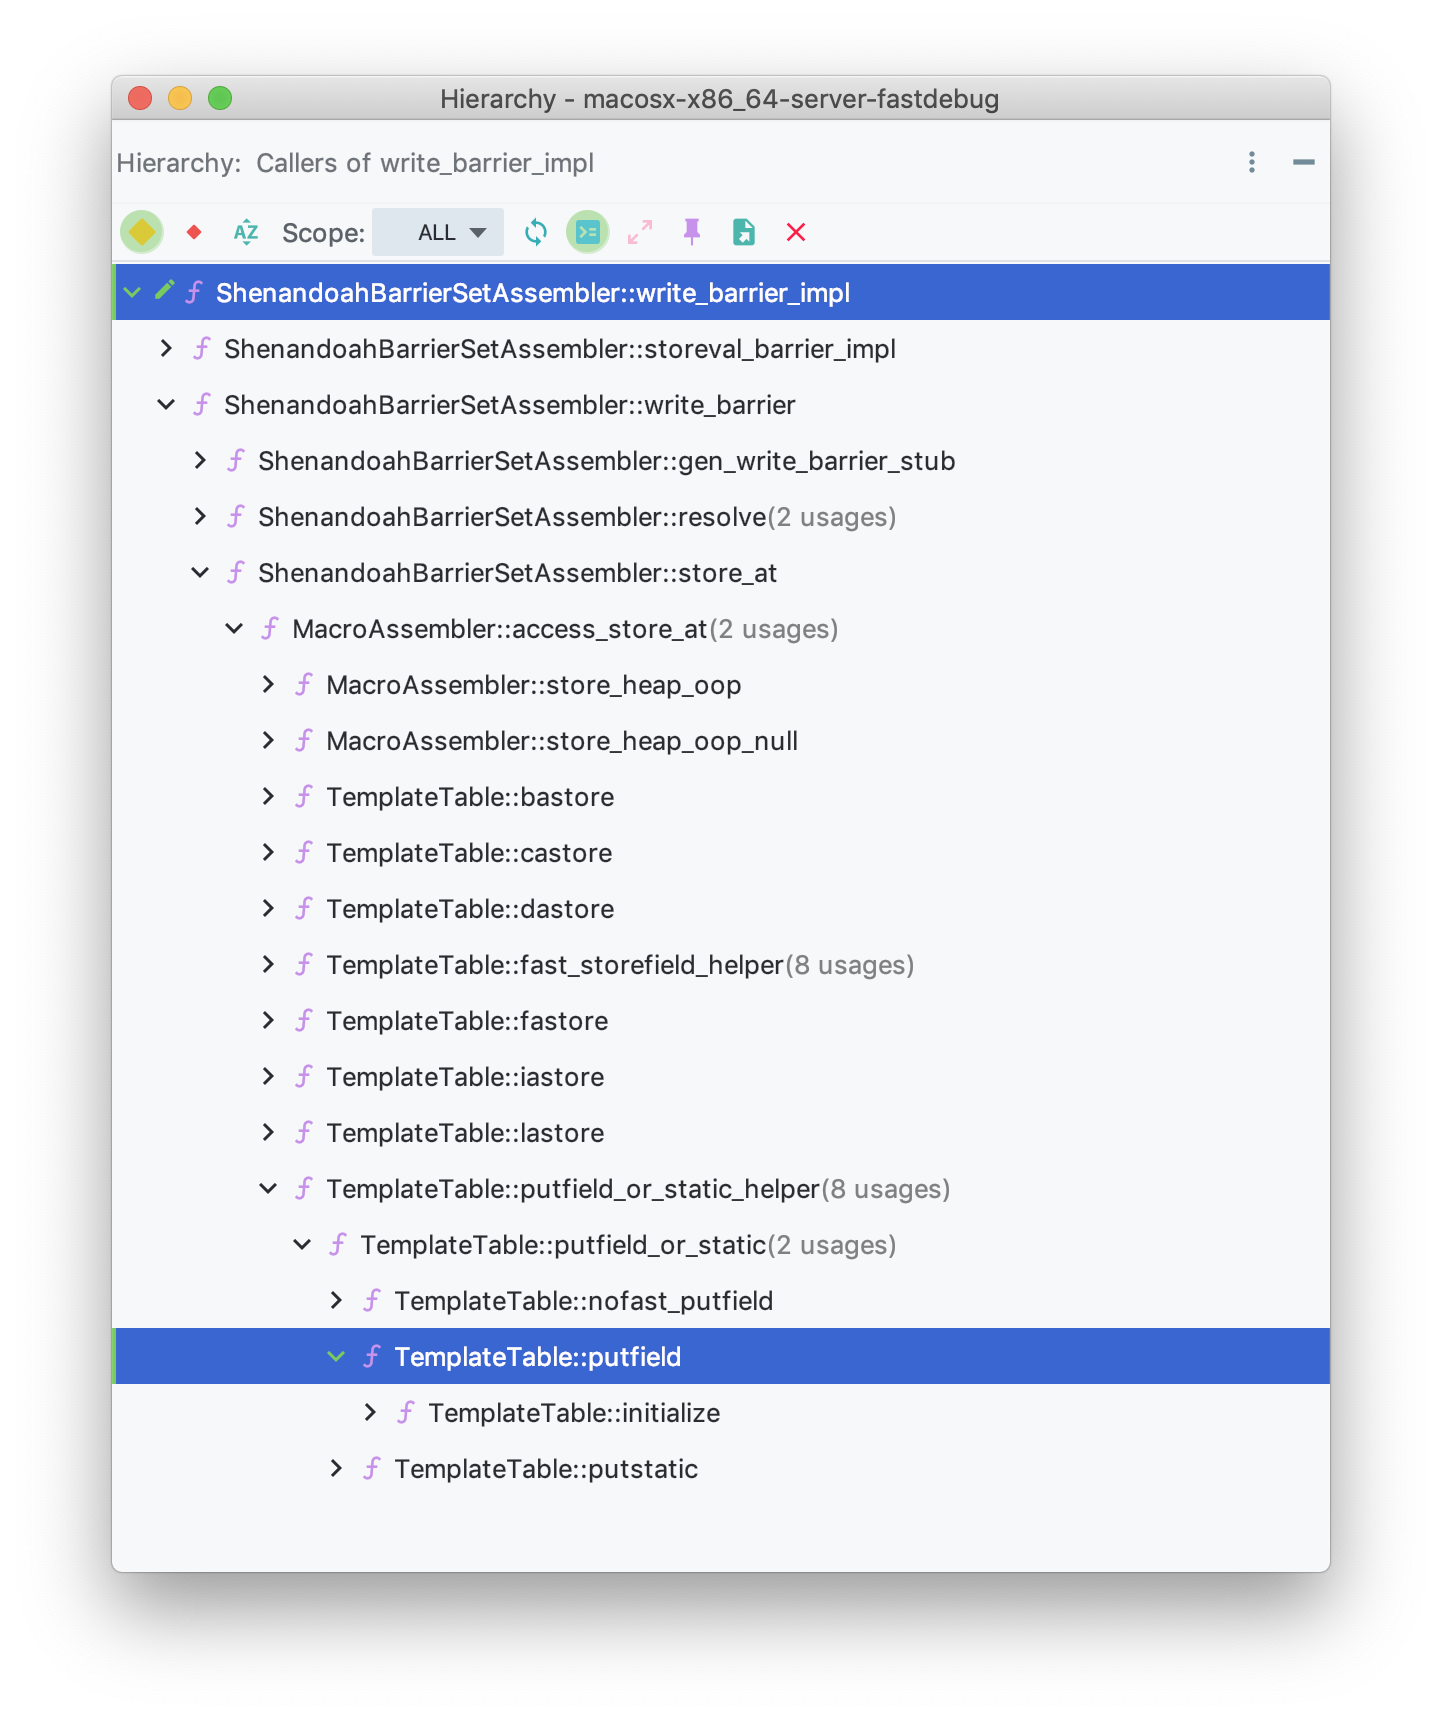 Hierarchy - macosx-x86_64-server-fastdebug
Hierarchy: Callers of write_barrier_impl
AZ Scope: ALL
ShenandoahBarrierSetAssembler::write_barrier_impl
ShenandoahBarrierSetAssembler::storeval_barrier_impl
ShenandoahBarrierSetAssembler::write_barrier
ShenandoahBarrierSetAssembler::gen_write_barrier_stub
ShenandoahBarrierSetAssembler::resolve(2 usages)
ShenandoahBarrierSetAssembler::store_at
MacroAssembler::access_store_at(2 usages)
MacroAssembler::store_heap_oop
MacroAssembler::store_heap_oop_null
TemplateTable::bastore
TemplateTable::castore
TemplateTable::dastore
TemplateTable::fast_storefield_helper(8 usages)
TemplateTable::fastore
TemplateTable::iastore
TemplateTable::lastore
TemplateTable::putfield_or_static_helper(8 usages)
TemplateTable::putfield_or_static(2 usages)
TemplateTable::nofast_putfield
TemplateTable::putfield
TemplateTable::initialize
TemplateTable::putstatic